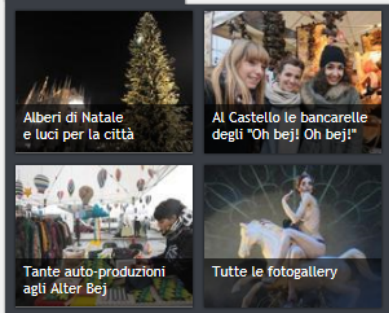 Alberi di Natale
e luci per la città
Al Castello le bancarelle
degli "Oh bej! Oh bej!"
Tante auto-produzioni
agli Alter Bej
Tutte le fotogallery